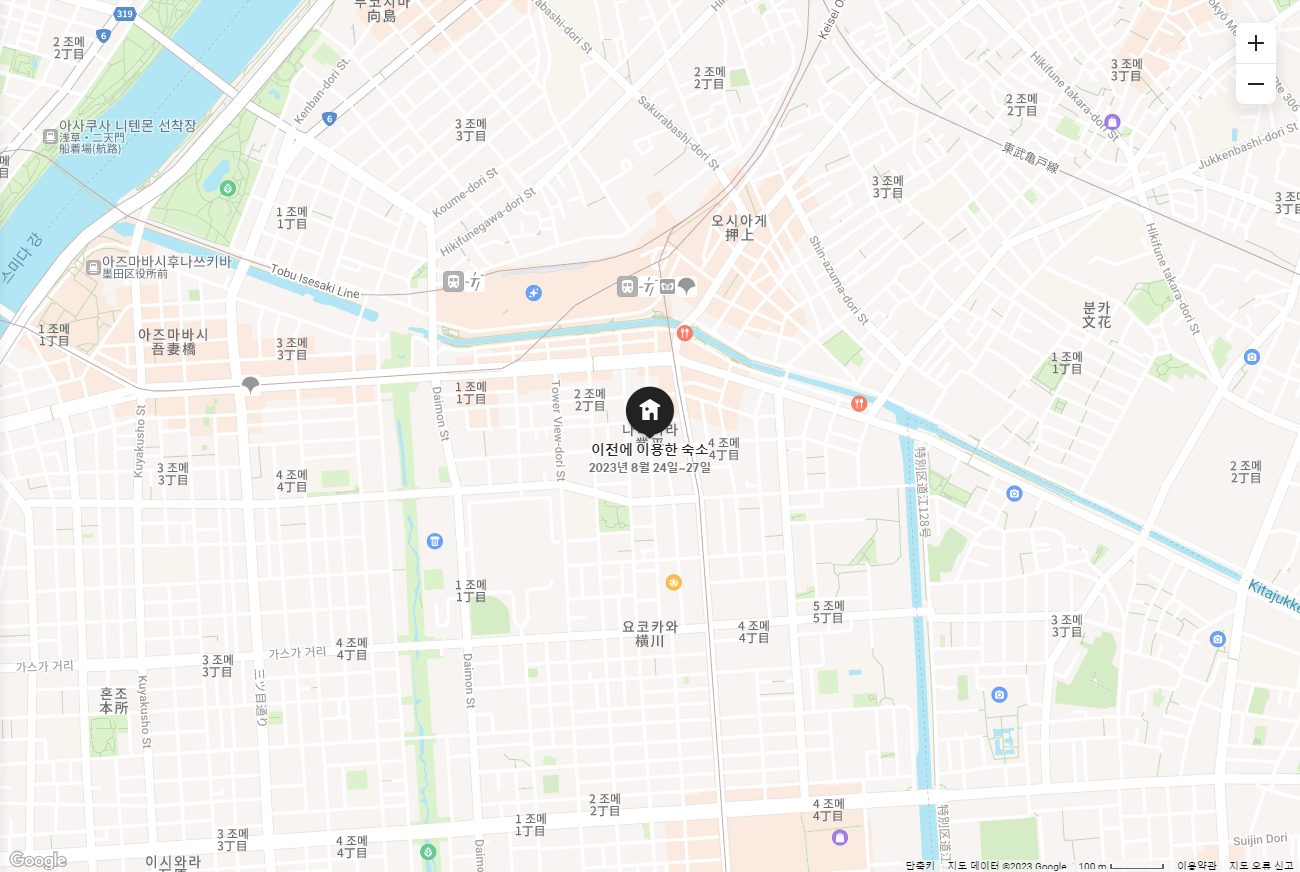 319
6
2 조메
2丁目
무코지마
向島
Sakurabashi-dori St
Keisei O
Hikifune takara-dori St
3 조메
3丁目
2 조메
2丁目
2 조메
2丁目
아사쿠사 니텐몬 선착장
浅草・二天門
船着場(航路)
Kenban-dori St.
6
3 조메
3丁目
Sakurabashi-dori St
東武亀戸線
Jukkenbashi-dori St
3 조메
3丁目
1 조메
1丁目
Koume-dori St
Hikifunegawa-dori St
오시아게
押上
스미다 강
아즈마바시후나쓰키바
墨田区役所前
Tobu Isesaki Line
Shin-azuma-dori St
Hikifune takara-dori St
분카
文花
1 조메
1丁目
아즈마바시
吾妻橋
3 조메
3丁目
1 조메
1丁目
1 조메
1丁目
2 조메
2丁目
Daimon St
Tower View-dori St
Kuyakusho St
이전에 이용한 숙소
2023년 8월 24일~27일
4 조메
4丁目
3 조메
3丁目
4 조메
4丁目
2 조메
2丁目
特別区道江128号
1 조메
1丁目
Kitajukke
요코카와
横川
4 조메
4丁目
5 조메
5丁目
3 조메
3丁目
가스가 거리
3 조메
3丁目
가스가 거리
4 조메
4丁目
三ツ目通り
Daimon St
Kuyakusho St
혼조
本所
2 조메
2丁目
1 조메
1丁目
4 조메
4丁目
3 조메
3丁目
4 조메
4丁目
이시와라
特別区道江
Suijin Dori
Google
단축키
지도 데이터 ©2023 Google
100 m
이용약관
지도 오류 신고